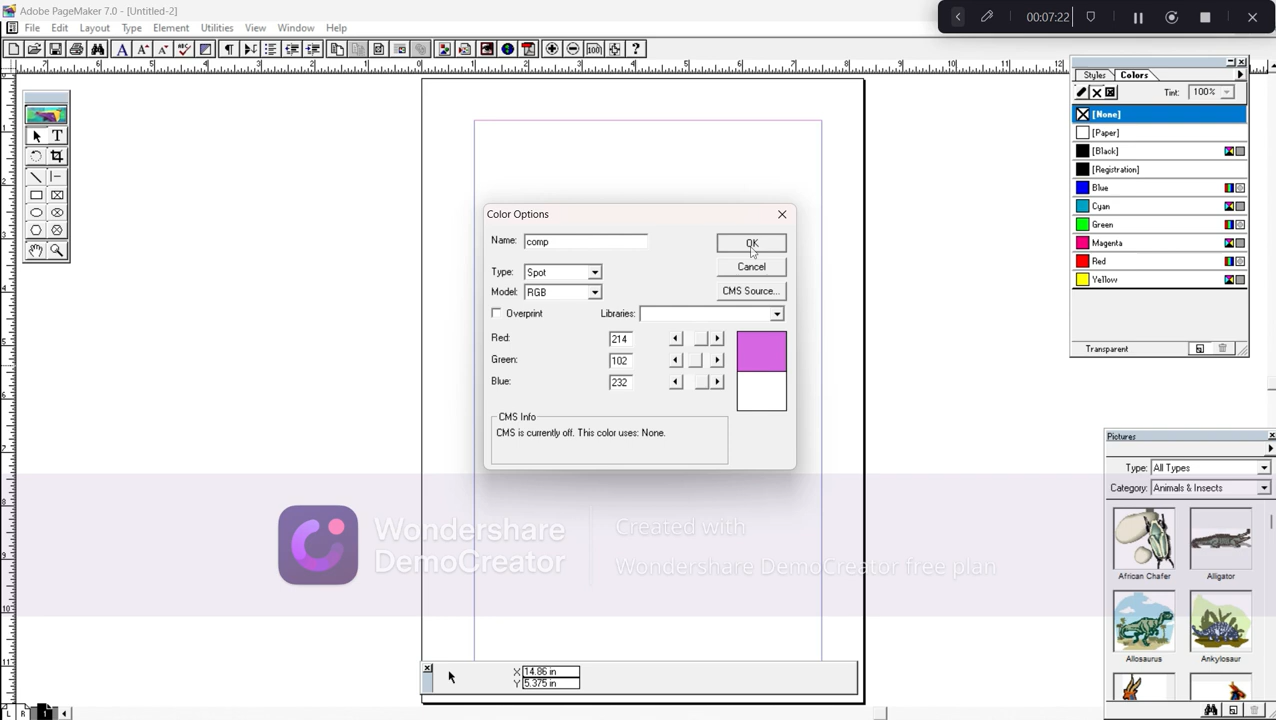 Adobe PageMaker 7.0 - [Untitled-2]
00:07:22
File Edit Layout Type Element Utilities View Window Help
Styles Colors
Tint: 100%
[None]
[Paper]
[Black]
[Registration]
Blue
Cyan
Green
Magenta
Red
Yellow
Transparent
Color Options
Name: comp
OK
Type: Spot
Cancel
Model: RGB
CMS Source...
Overprint
Libraries:
Red: 214
Green: 102
Blue: 232
CMS Info
CMS is currently off. This color uses: None.
Pictures
Type: All Types
Category: Animals & Insects
African Chafer Alligator
Allosaurus Ankylosaur
Wondershare
DemoCreator
Created with
Wondershare DemoCreator free plan
X 14.86 in
Y 5.375 in
L R 1